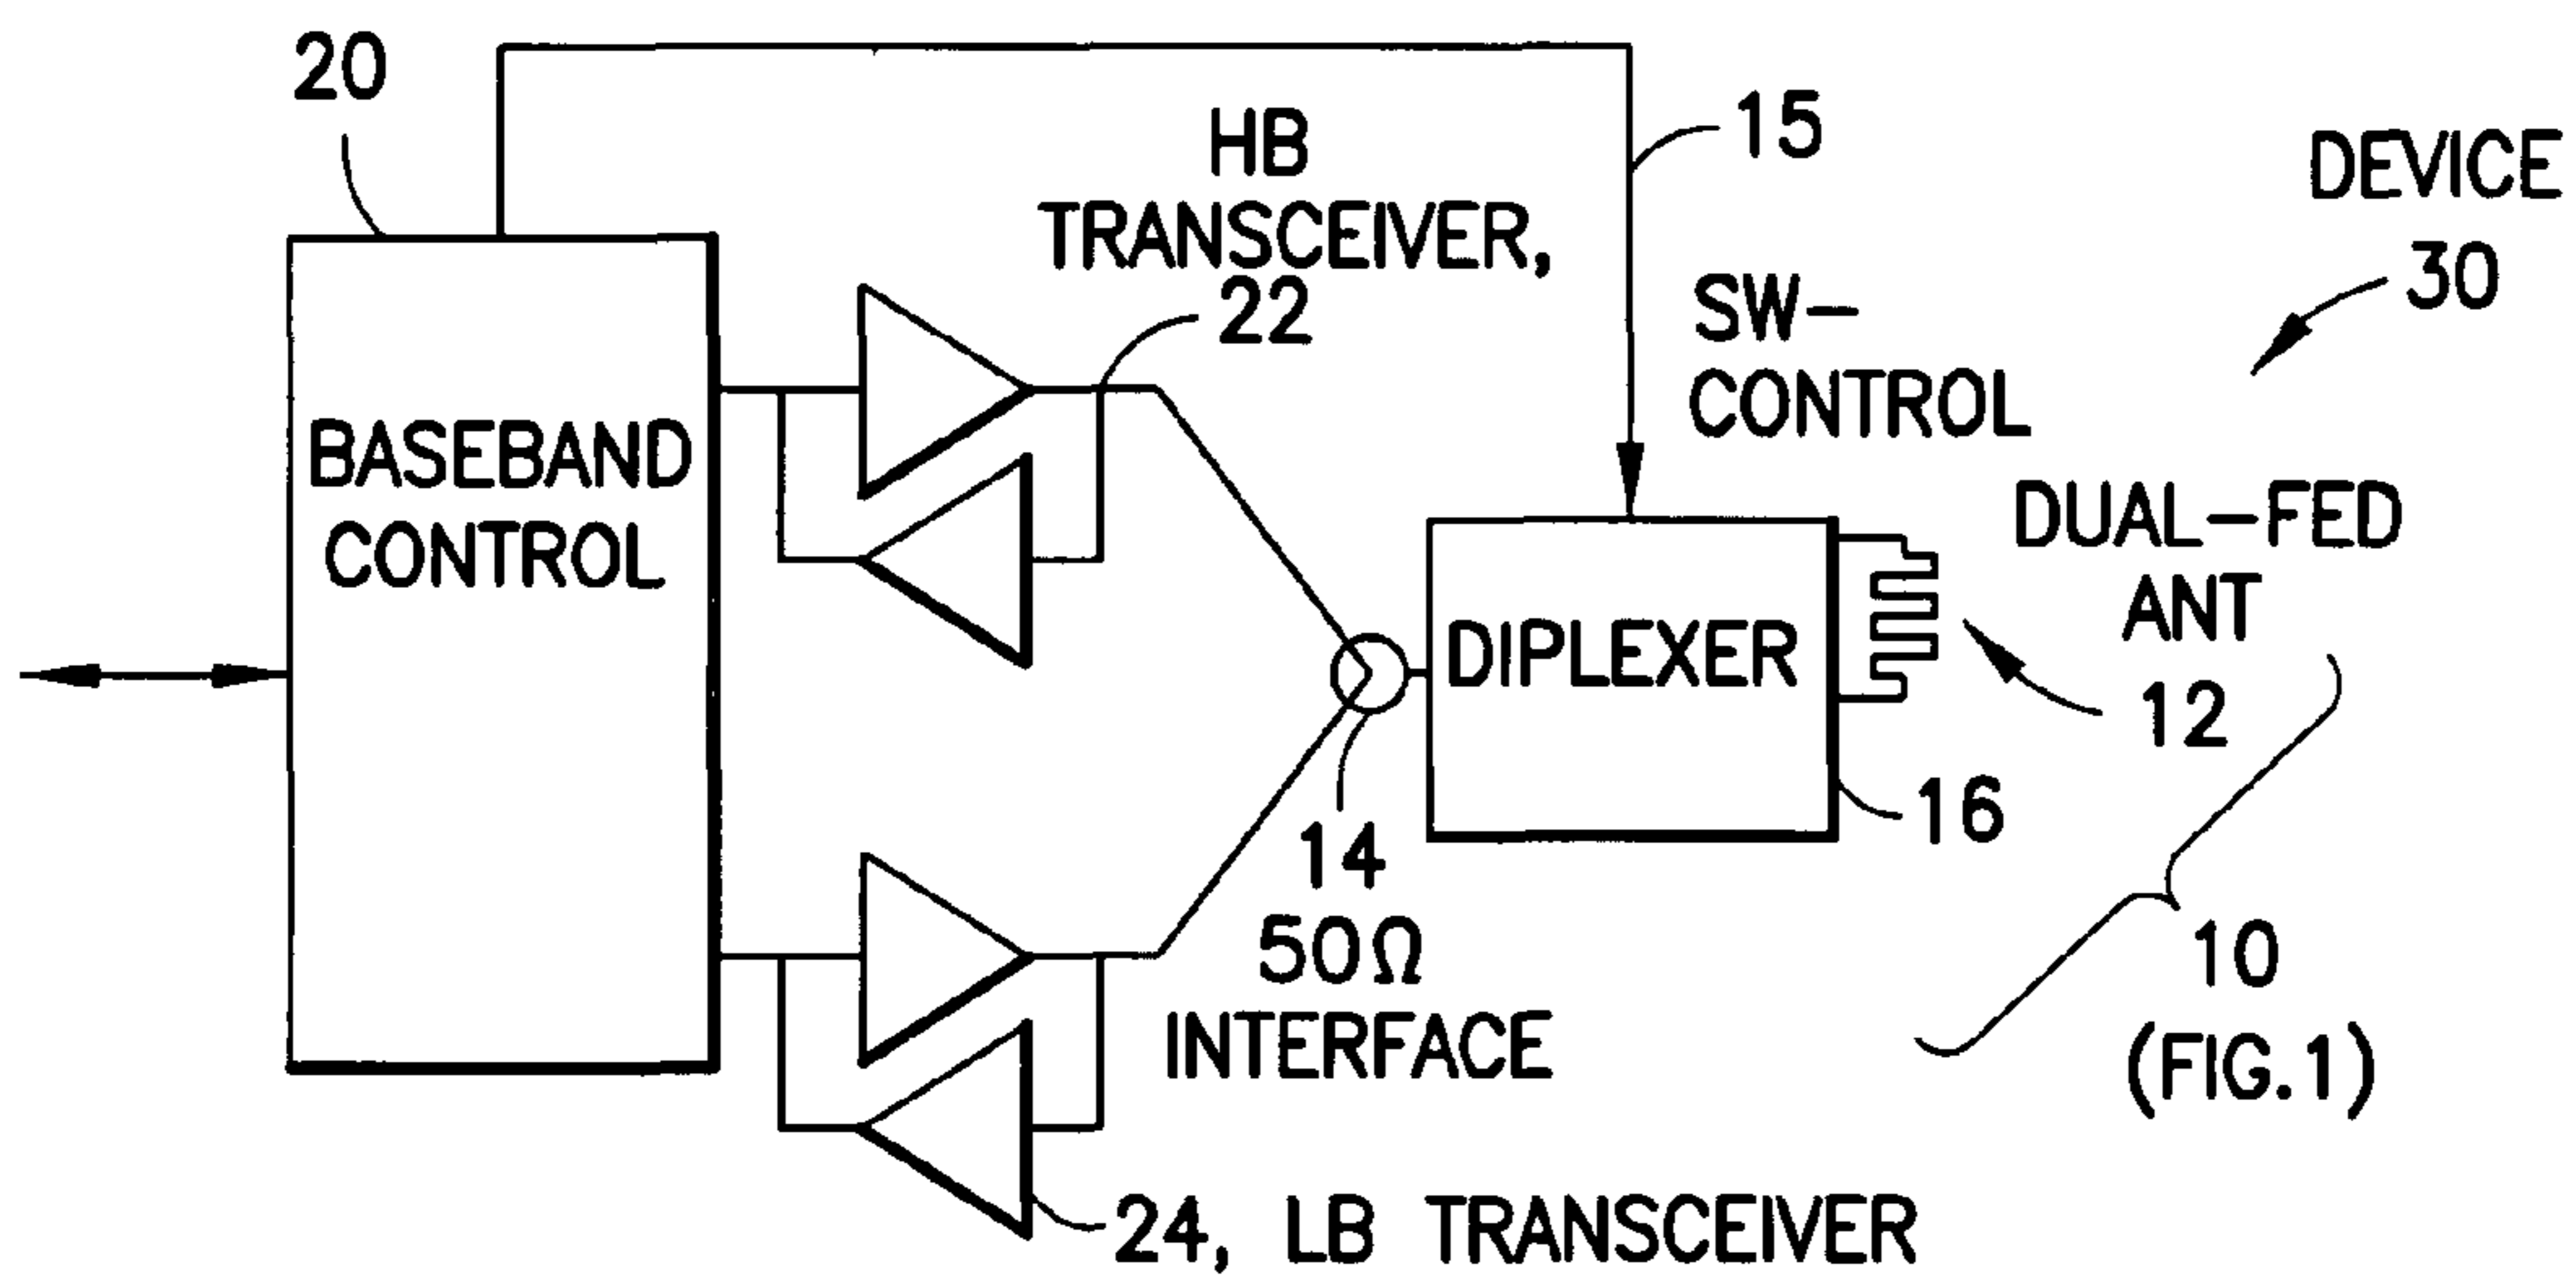 20
HB
TRANSCEIVER,
22
15
DEVICE
30
SW-
CONTROL
BASEBAND
CONTROL
DUAL-FED
ANT
12
DIPLEXER
16
14
50Ω
INTERFACE
10
(FIG.1)
24, LB TRANSCEIVER